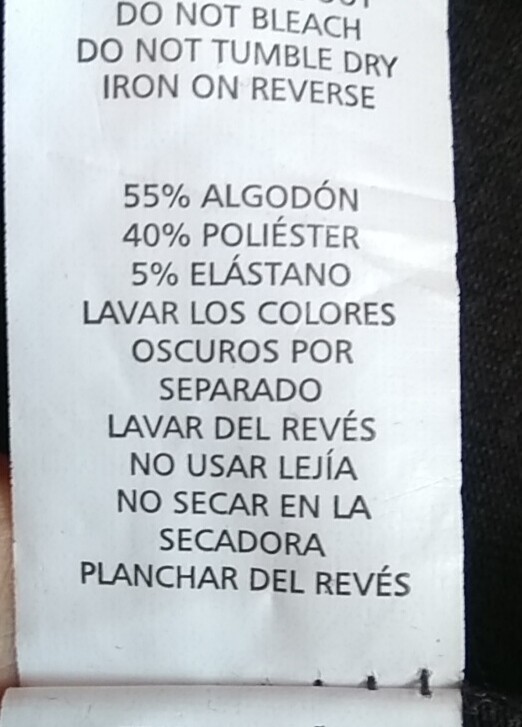 DO NOT BLEACH
DO NOT TUMBLE DRY
IRON ON REVERSE
55% ALGODÓN
40% POLIÉSTER
5% ELÁSTANO
LAVAR LOS COLORES
OSCUROS POR
SEPARADO
LAVAR DEL REVÉS
NO USAR LEJÍA
NO SECAR EN LA
SECADORA
PLANCHAR DEL REVÉS